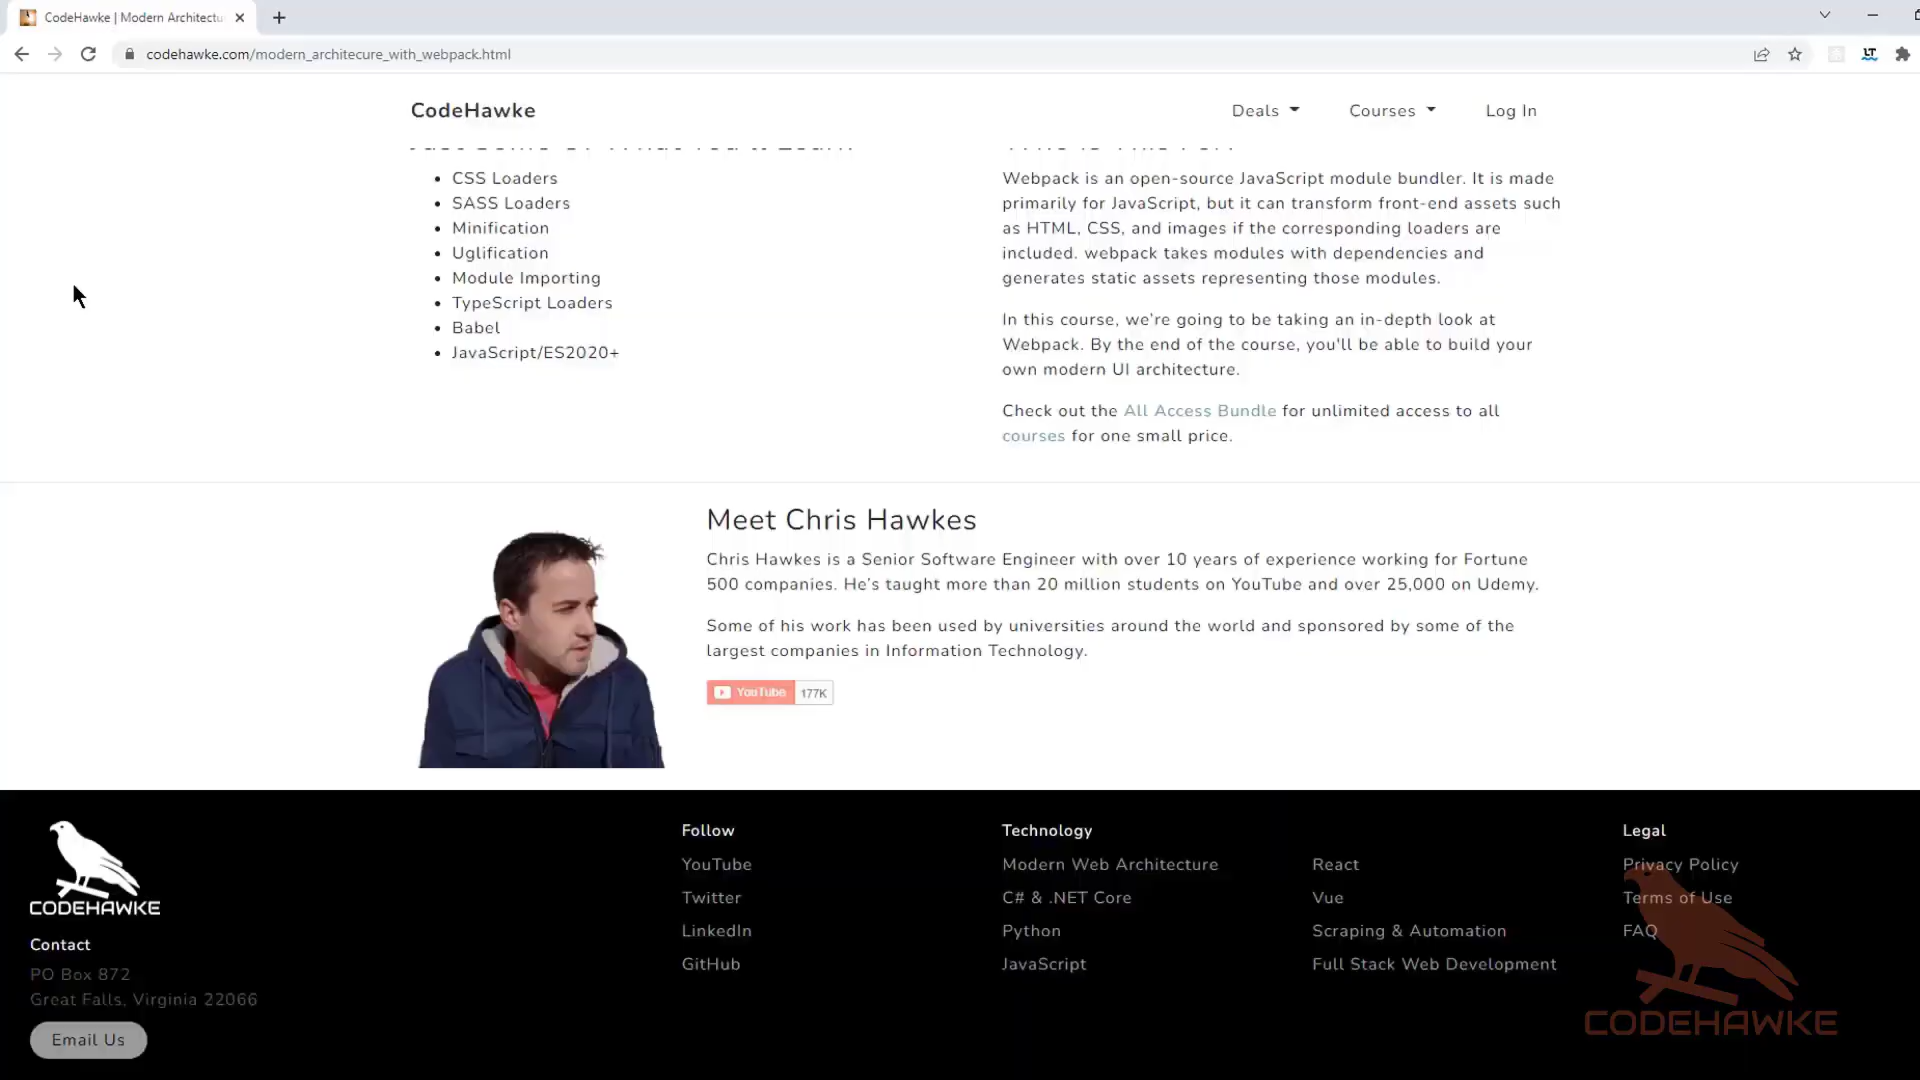 CodeHawke | Modern Architectu
codehawke.com/modern_architecure_with_webpack.html
CodeHawke
Deals
Courses
Log In
CSS Loaders
SASS Loaders
Minification
Uglification
Module Importing
TypeScript Loaders
Babel
JavaScript/ES2020+
Webpack is an open-source JavaScript module bundler. It is made
primarily for JavaScript, but it can transform front-end assets such
as HTML, CSS, and images if the corresponding loaders are
included. webpack takes modules with dependencies and
generates static assets representing those modules.
In this course, we’re going to be taking an in-depth look at
Webpack. By the end of the course, you'll be able to build your
own modern UI architecture.
Check out the All Access Bundle for unlimited access to all
courses for one small price.
Meet Chris Hawkes
Chris Hawkes is a Senior Software Engineer with over 10 years of experience working for Fortune
500 companies. He’s taught more than 20 million students on YouTube and over 25,000 on Udemy.
Some of his work has been used by universities around the world and sponsored by some of the
largest companies in Information Technology.
YouTube 177K
CODEHAWKE
Contact
PO Box 872
Great Falls, Virginia 22066
Email Us
Follow
YouTube
Twitter
LinkedIn
GitHub
Technology
Modern Web Architecture
C# & .NET Core
Python
JavaScript
React
Vue
Scraping & Automation
Full Stack Web Development
Legal
Privacy Policy
Terms of Use
FAQ
CODEHAWKE
LT